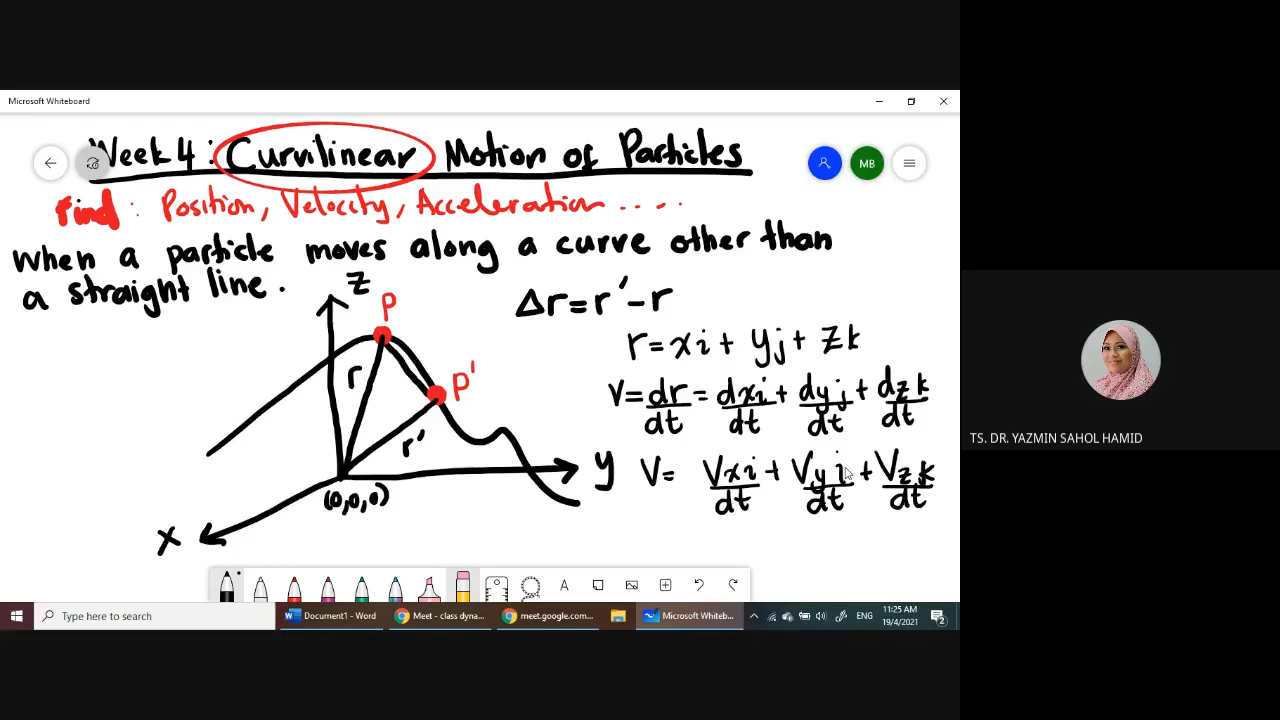 Microsoft Whiteboard
Week 4: Curvilinear Motion of Particles
MB
Find: Position, Velocity, Acceleration.....
When a particle moves along a curve other than
a straight line.
z
P
Δr = r' - r
r = xi + yj + zk
r
P'
V = dr/dt = dxi/dt + dyj/dt + dzk/dt
r'
TS. DR. YAZMIN SAHOL HAMID
y
V = Vxi/dt + Vyi/dt + Vzk/dt
(0,0,0)
x
A
Type here to search
Document1 - Word
Meet - class dyna...
meet.google.com...
Microsoft Whiteb...
ENG
11:25 AM
19/4/2021
2